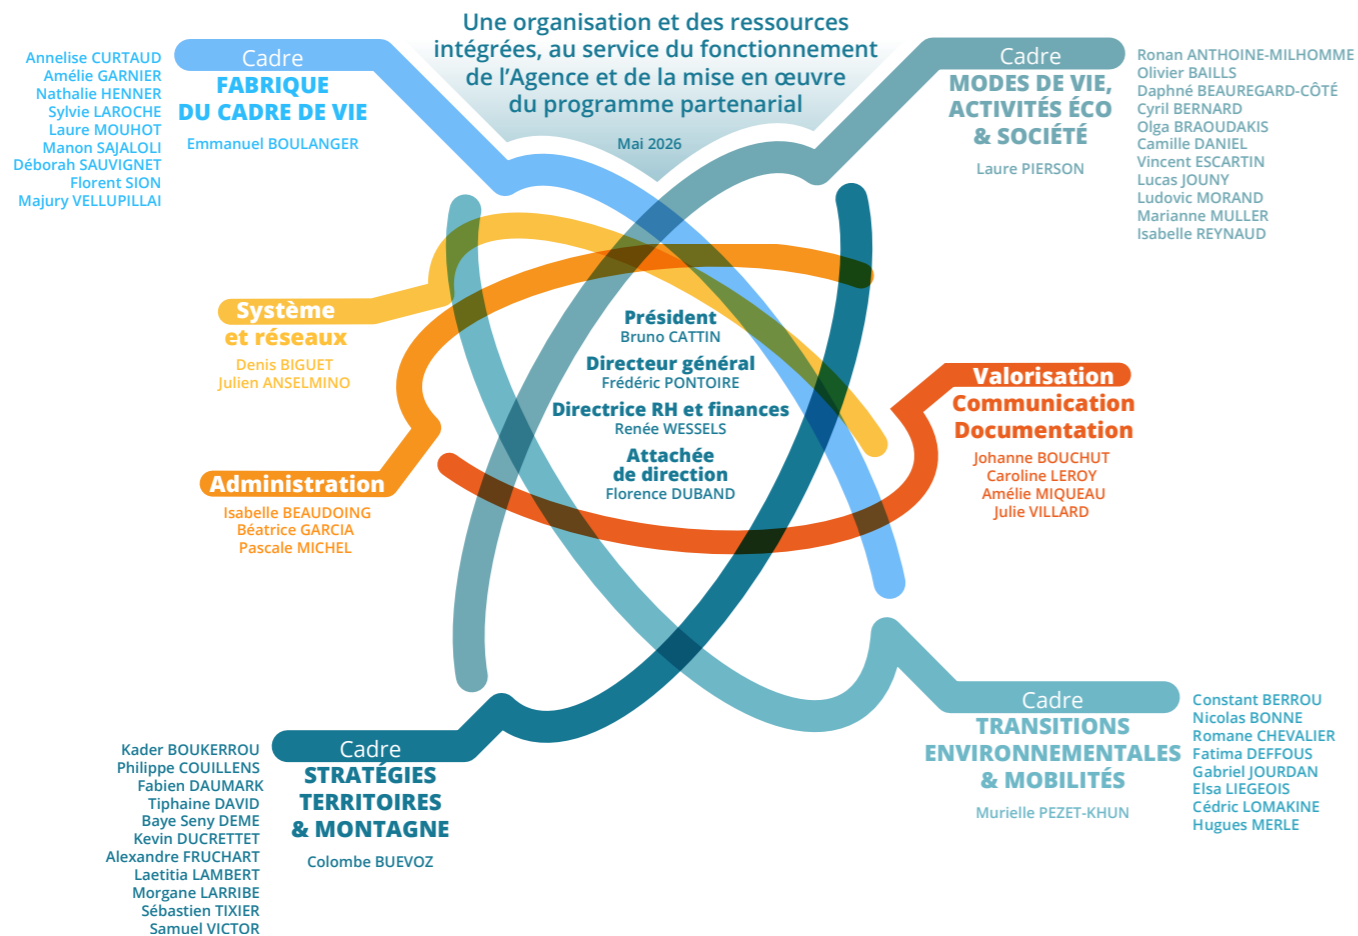 Une organisation et des ressources
intégrées, au service du fonctionnement
de l'Agence et de la mise en œuvre
du programme partenarial
Mai 2026
Annelise CURTAUD
Amélie GARNIER
Nathalie HENNER
Sylvie LAROCHE
Laure MOUHOT
Manon SAJALOLI
Déborah SAUVIGNET
Florent SION
Majury VELLUPILLAI
Cadre
FABRIQUE
DU CADRE DE VIE
Emmanuel BOULANGER
Cadre
MODES DE VIE,
ACTIVITÉS ÉCO
& SOCIÉTÉ
Laure PIERSON
Ronan ANTHOINE-MILHOMME
Olivier BAILLS
Daphné BEAUREGARD-CÔTÉ
Cyril BERNARD
Olga BRAOUDAKIS
Camille DANIEL
Vincent ESCARTIN
Lucas JOUNY
Ludovic MORAND
Marianne MULLER
Isabelle REYNAUD
Système
et réseaux
Denis BIGUET
Julien ANSELMINO
Président
Bruno CATTIN
Directeur général
Frédéric PONTOIRE
Directrice RH et finances
Renée WESSELS
Attachée
de direction
Florence DUBAND
Valorisation
Communication
Documentation
Johanne BOUCHUT
Caroline LEROY
Amélie MIQUEAU
Julie VILLARD
Administration
Isabelle BEAUDOING
Béatrice GARCIA
Pascale MICHEL
Kader BOUKERROU
Philippe COUILLENS
Fabien DAUMARK
Tiphaine DAVID
Baye Seny DEME
Kevin DUCRETTET
Alexandre FRUCHART
Laetitia LAMBERT
Morgane LARRIBE
Sébastien TIXIER
Samuel VICTOR
Cadre
STRATÉGIES
TERRITOIRES
& MONTAGNE
Colombe BUEVOZ
Cadre
TRANSITIONS
ENVIRONNEMENTALES
& MOBILITÉS
Murielle PEZET-KHUN
Constant BERROU
Nicolas BONNE
Romane CHEVALIER
Fatima DEFFOUS
Gabriel JOURDAN
Elsa LIEGEOIS
Cédric LOMAKINE
Hugues MERLE